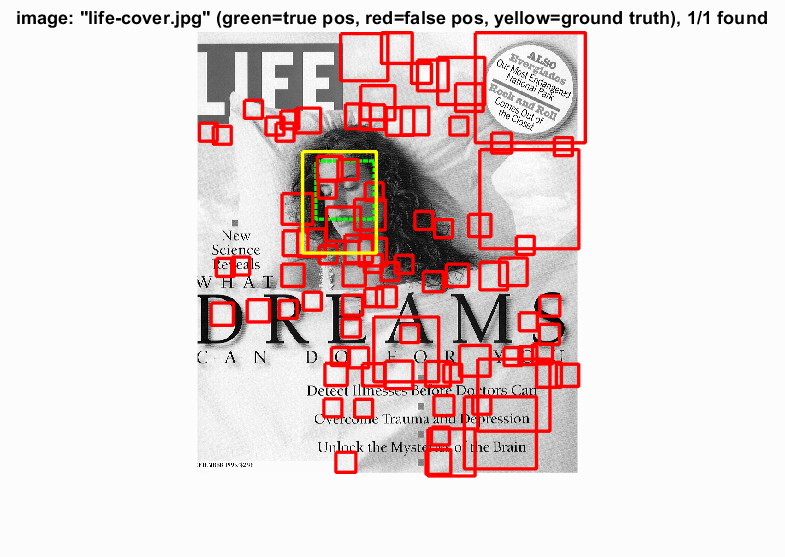 image: "life-cover.jpg" (green=true pos, red=false pos, yellow=ground truth), 1/1 found
LIFE
ALSO
Everglades
Our Most Endangered
National Park
Rock and Roll
Comes Out of
the Closet
New
Science
Reveals
WHAT
DREAMS
CAN DO FOR YOU
Detect Illnesses Before Doctors Can
Overcome Trauma and Depression
Unlock the Mysteries of the Brain